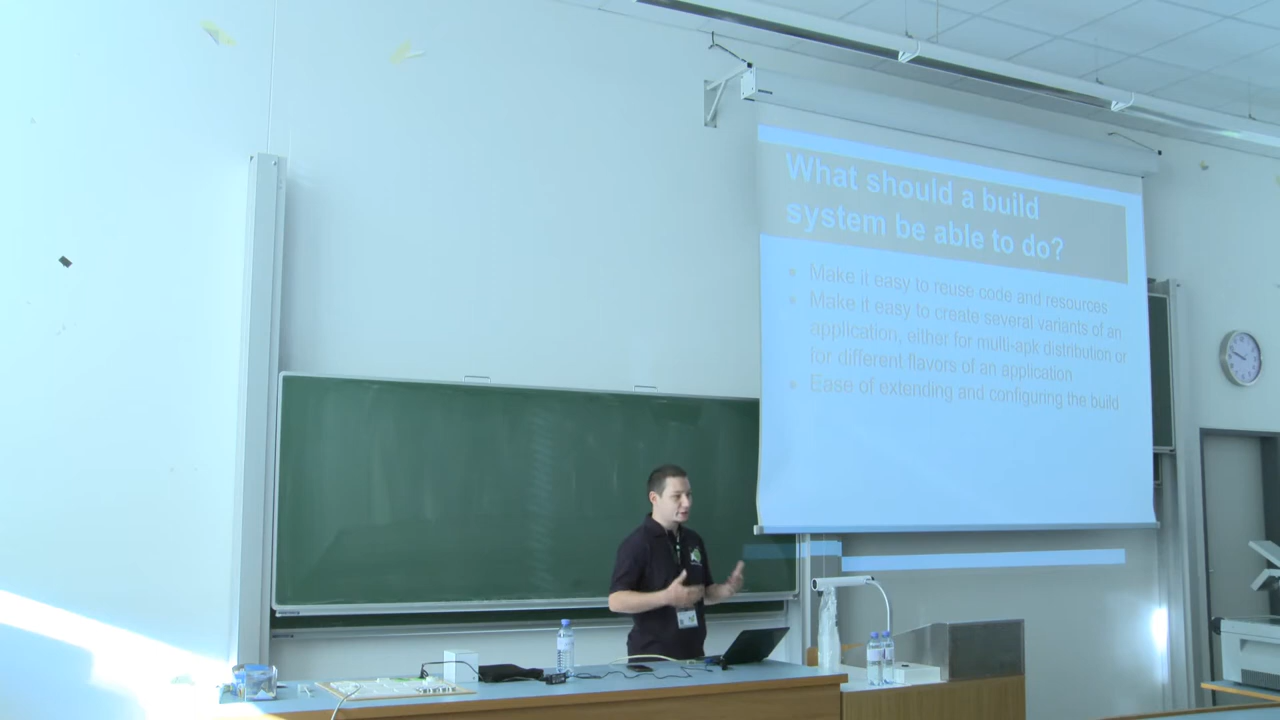 What should a build
system be able to do?
• Make it easy to reuse code and resources
• Make it easy to create several variants of an
application, either for multi-apk distribution or
for different flavors of an application
• Ease of extending and configuring the build